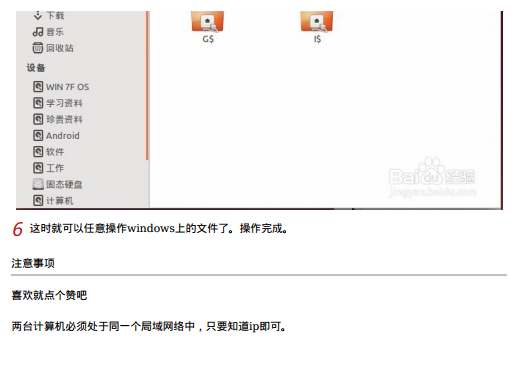 下载
音乐
回收站
设备
WIN 7F OS
学习资料
珍贵资料
Android
软件
工作
固态硬盘
计算机
G$
I$
Baidu 经验
jingyan.baidu.com
6 这时就可以任意操作windows上的文件了。操作完成。
注意事项
喜欢就点个赞吧
两台计算机必须处于同一个局域网络中，只要知道ip即可。